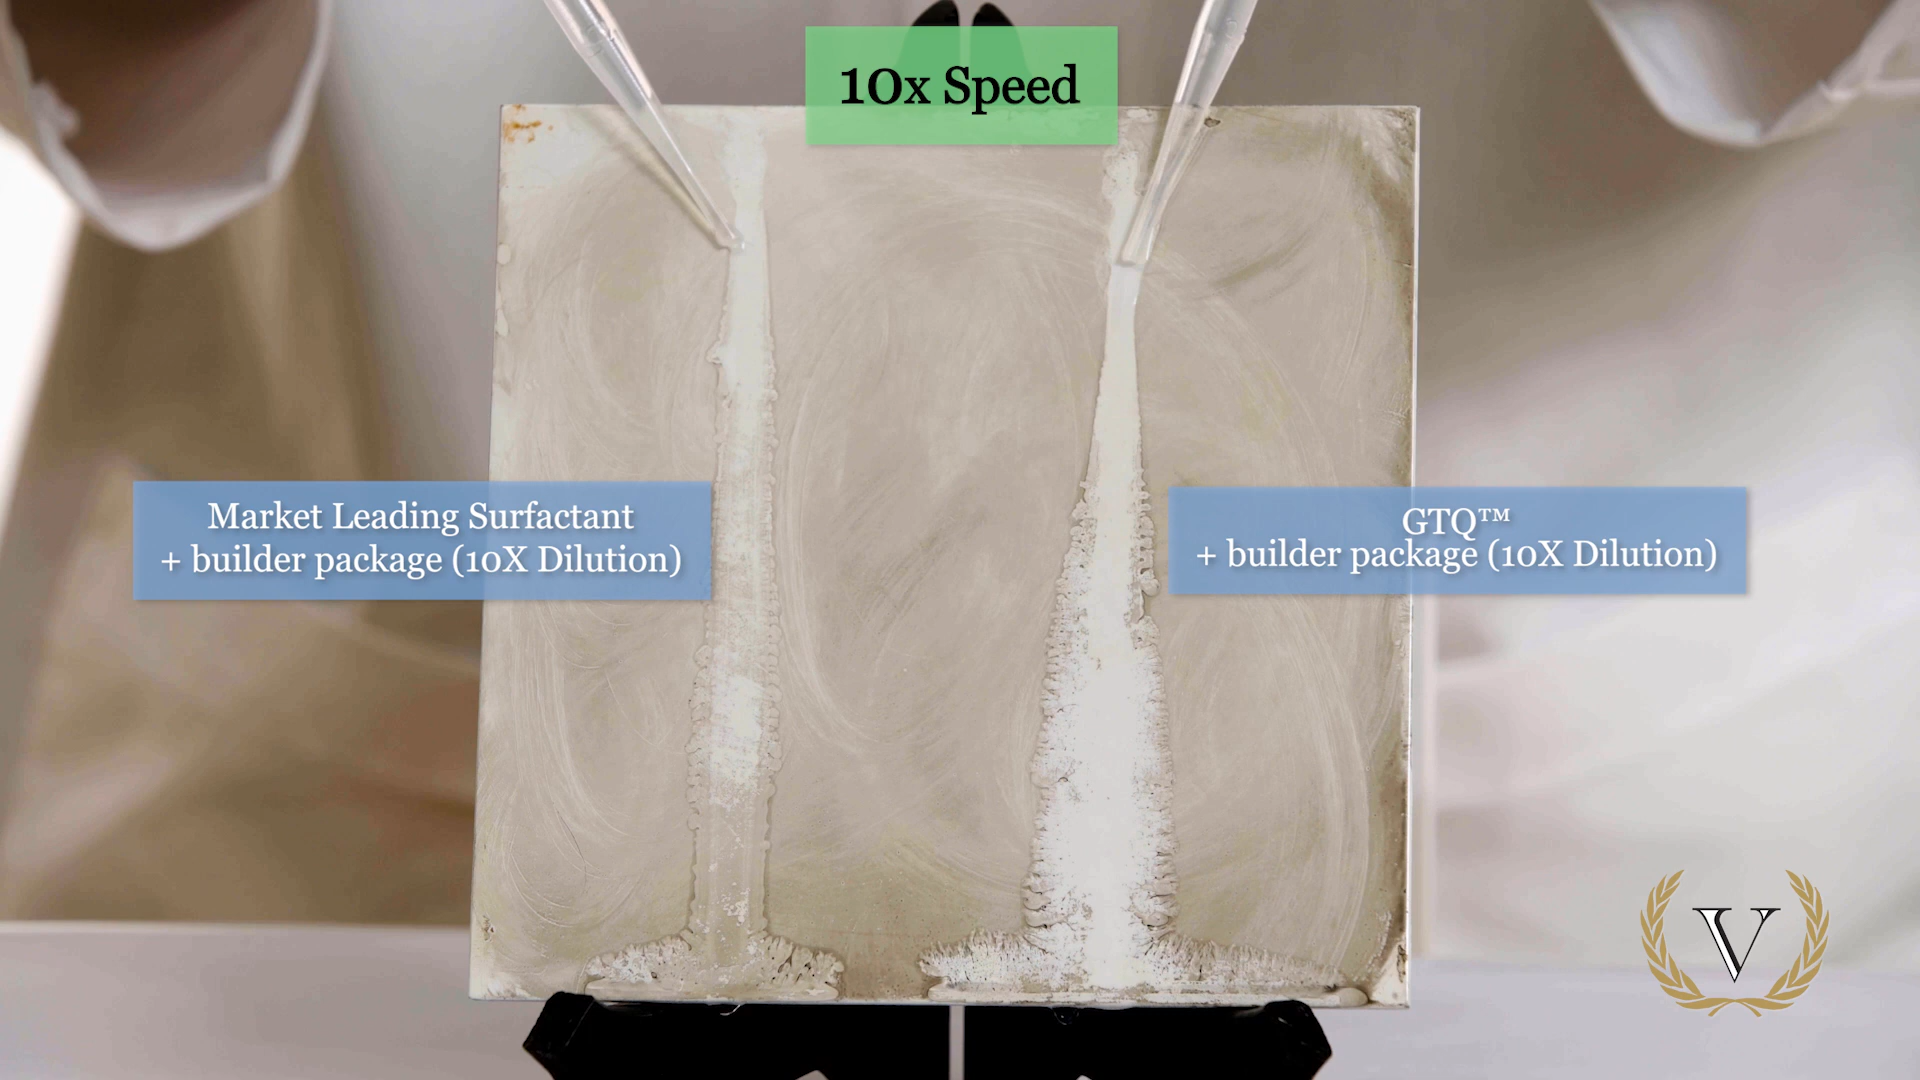 10x Speed
Market Leading Surfactant
+ builder package (10X Dilution)
GTQ™
+ builder package (10X Dilution)
V